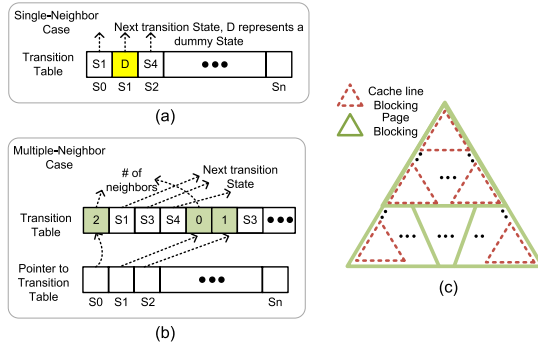 Single-Neighbor
Case
Next transition State, D represents a
dummy State
Transition
Table
S1 D S4 •••
S0 S1 S2 Sn
(a)
Multiple-Neighbor
Case
# of
neighbors
Next transition
State
Transition
Table
2 S1 S3 S4 0 1 S3 •••
Pointer to
Transition
Table
•••
S0 S1 S2 Sn
(b)
Cache line
Blocking
Page
Blocking
(c)